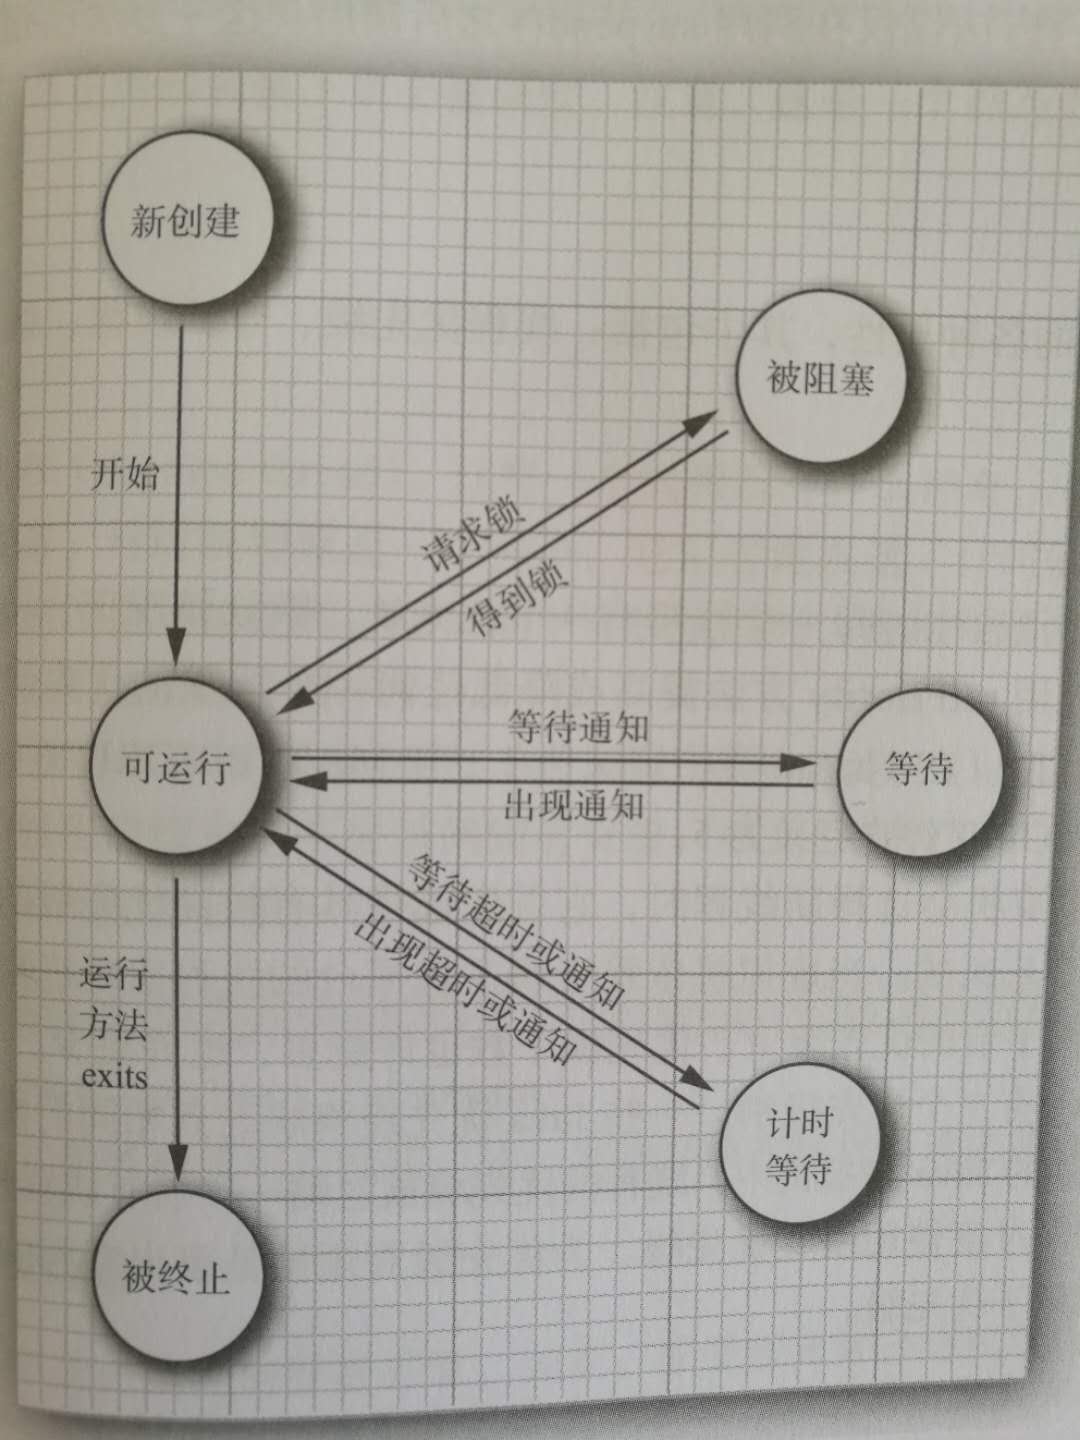 新创建
被阻塞
开始
请求锁
得到锁
等待通知
可运行
等待
出现通知
等待超时或通知
出现超时或通知
运行
方法
exits
计时
等待
被终止